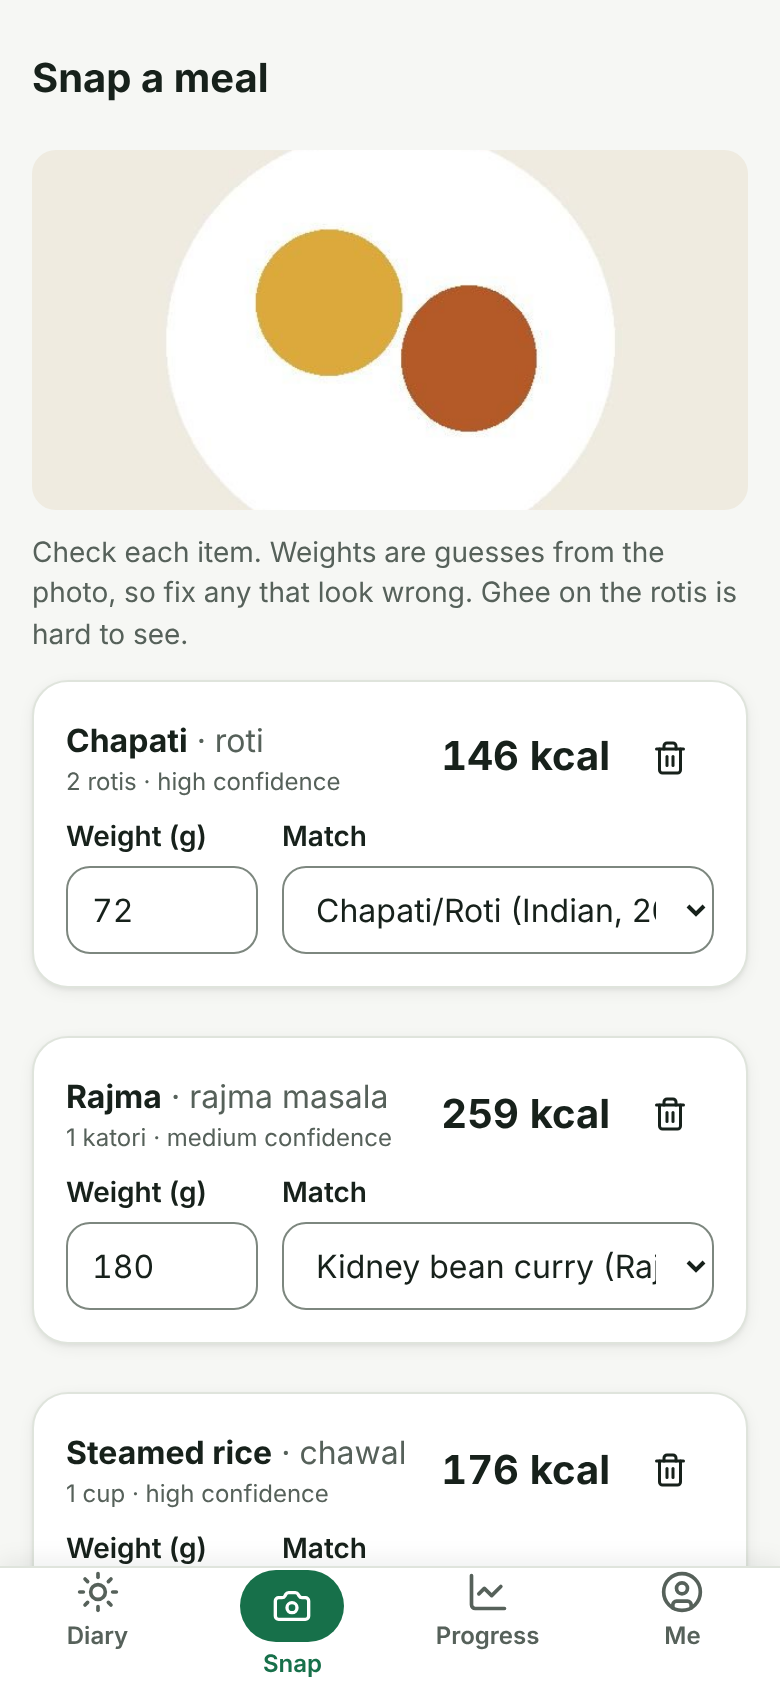 Snap a meal
Check each item. Weights are guesses from the
photo, so fix any that look wrong. Ghee on the rotis is
hard to see.
Chapati · roti
146 kcal
2 rotis · high confidence
Weight (g) Match
72 Chapati/Roti (Indian,
Rajma · rajma masala
259 kcal
1 katori · medium confidence
Weight (g) Match
180 Kidney bean curry
Steamed rice · chawal
176 kcal
1 cup · high confidence
Weight (g) Match
Diary Snap Progress Me